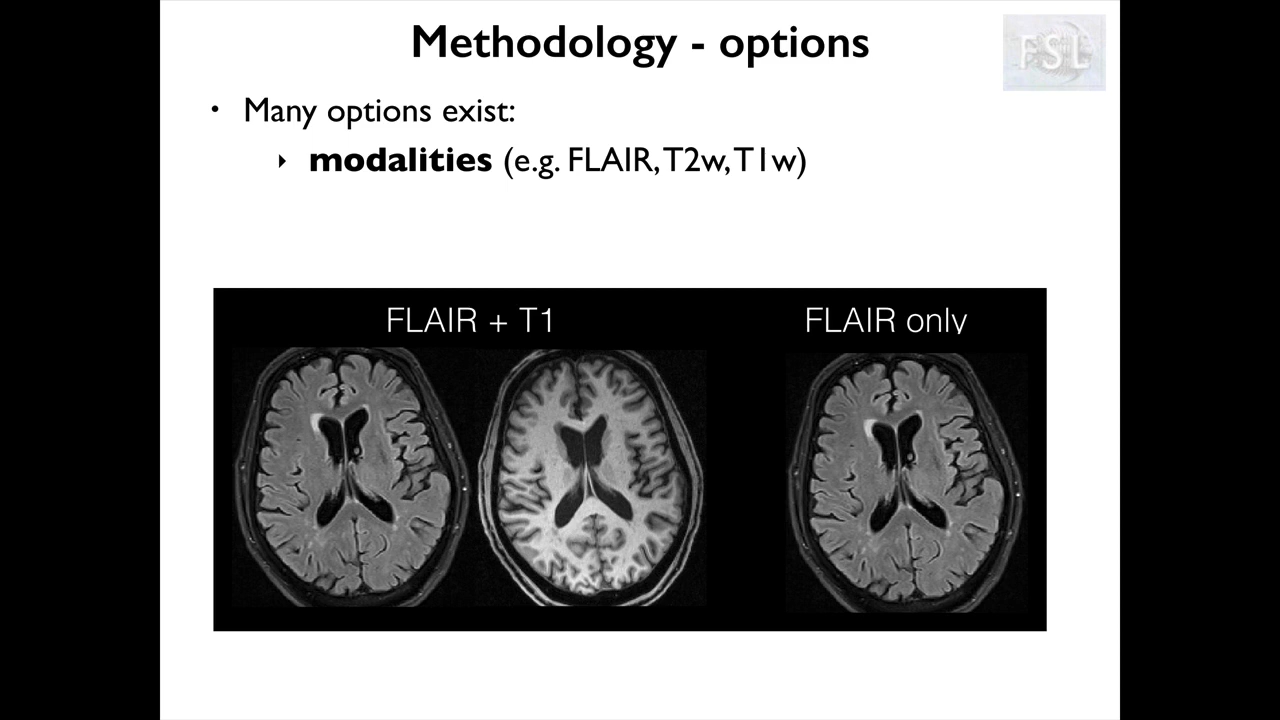 Methodology - options
FSL
• Many options exist:
‣ modalities (e.g. FLAIR, T2w, T1w)
FLAIR + T1
FLAIR only